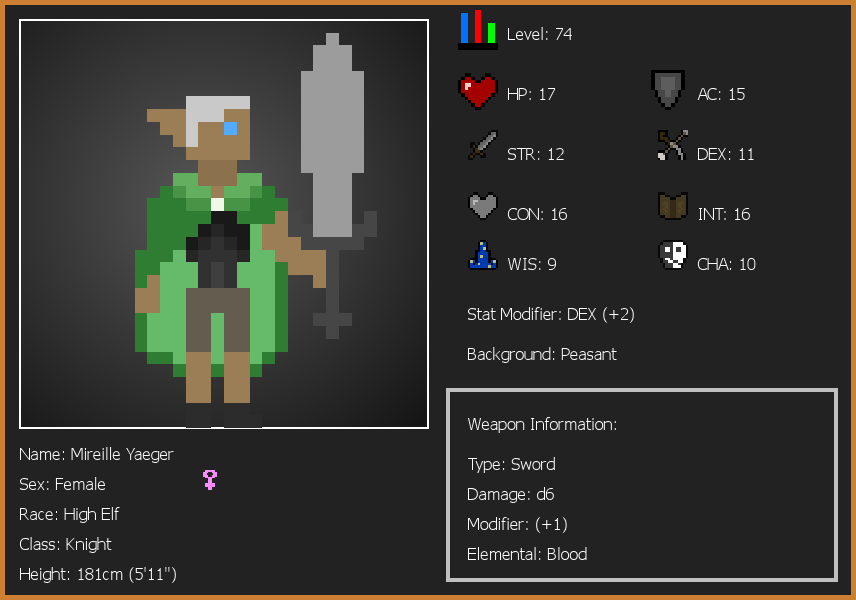 Level: 74
HP: 17
AC: 15
STR: 12
DEX: 11
CON: 16
INT: 16
WIS: 9
CHA: 10
Stat Modifier: DEX (+2)
Background: Peasant
Weapon Information:
Type: Sword
Damage: d6
Modifier: (+1)
Elemental: Blood
Name: Mireille Yaeger
Sex: Female
Race: High Elf
Class: Knight
Height: 181cm (5'11")